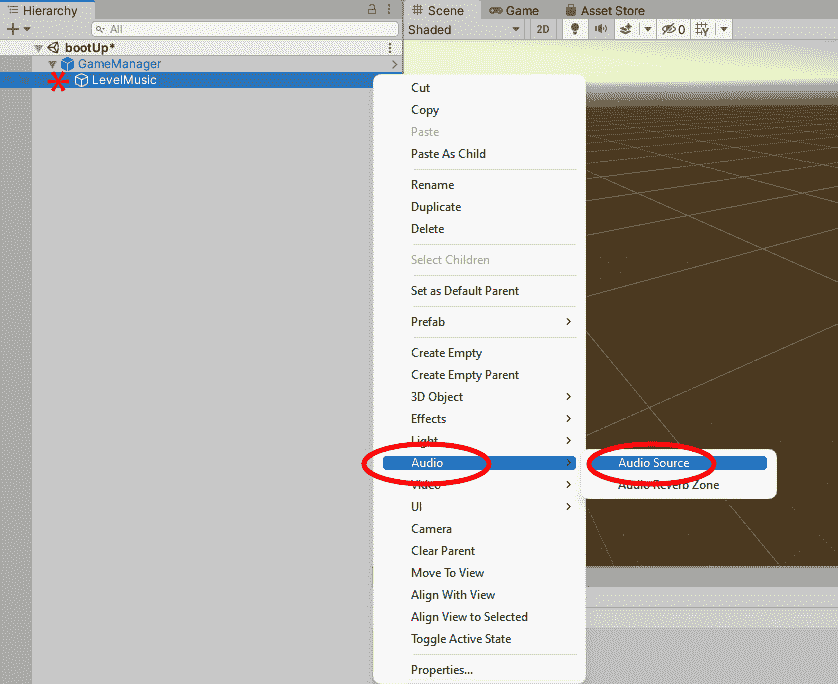 Hierarchy
All
bootUp*
GameManager
LevelMusic
Scene
Game
Asset Store
Shaded
2D
0
Cut
Copy
Paste
Paste As Child
Rename
Duplicate
Delete
Select Children
Set as Default Parent
Prefab
Create Empty
Create Empty Parent
3D Object
Effects
Light
Audio
Audio Source
Video
Audio Reverb Zone
UI
Camera
Clear Parent
Move To View
Align With View
Align View to Selected
Toggle Active State
Properties...